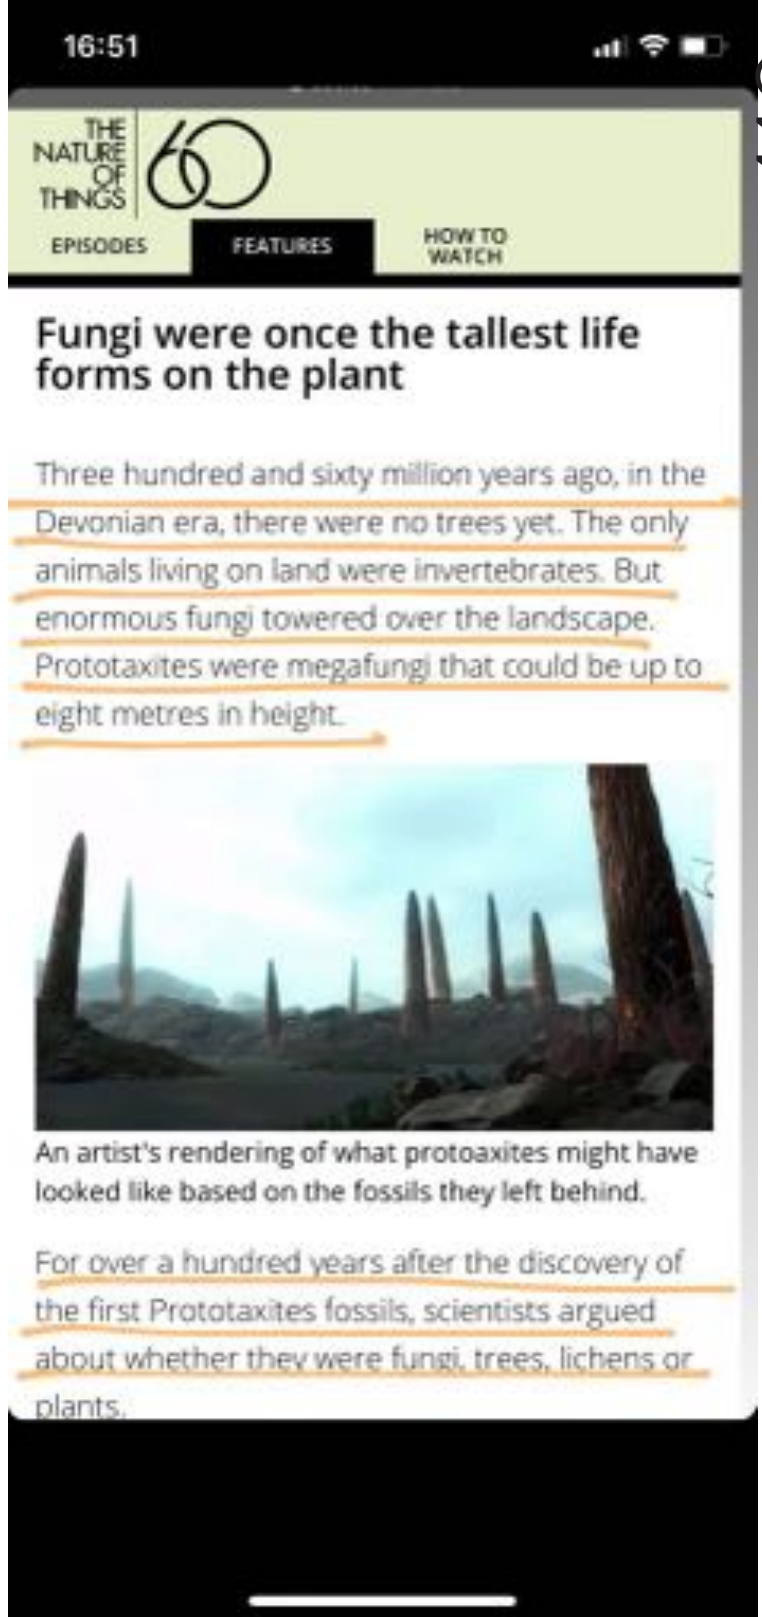 16:51
THE
NATURE
OF
THINGS
60
EPISODES
FEATURES
HOW TO
WATCH
Fungi were once the tallest life
forms on the plant
Three hundred and sixty million years ago, in the
Devonian era, there were no trees yet. The only
animals living on land were invertebrates. But
enormous fungi towered over the landscape.
Prototaxites were megafungi that could be up to
eight metres in height.
An artist's rendering of what protoaxites might have
looked like based on the fossils they left behind.
For over a hundred years after the discovery of
the first Prototaxites fossils, scientists argued
about whether they were fungi, trees, lichens or
plants.